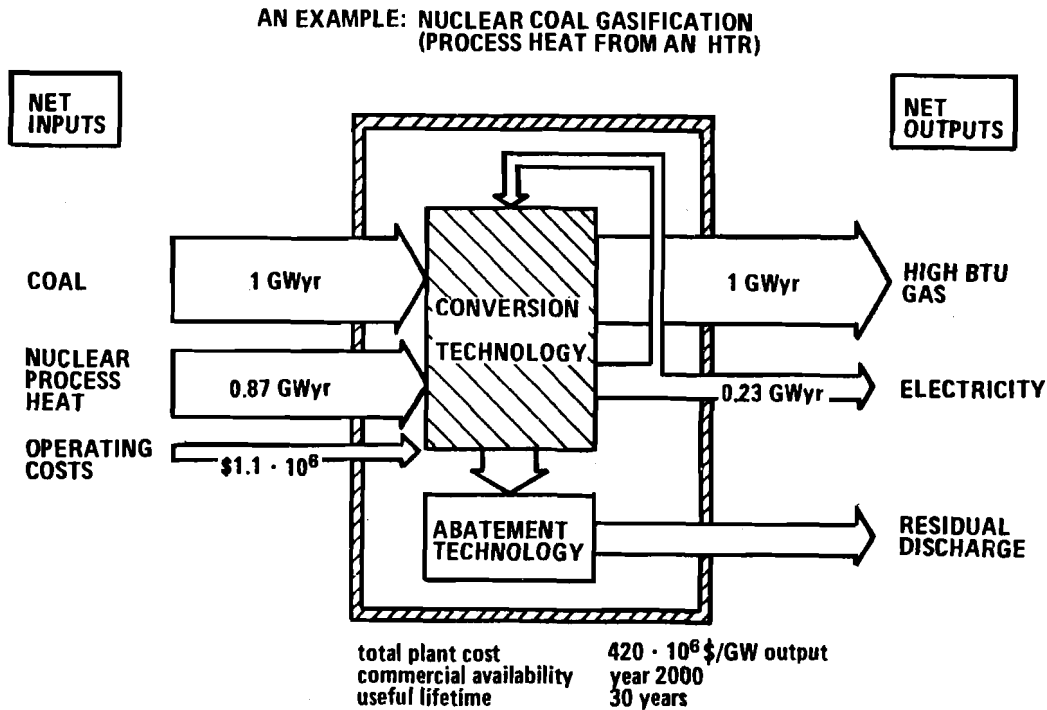 AN EXAMPLE: NUCLEAR COAL GASIFICATION
(PROCESS HEAT FROM AN HTR)
NET
INPUTS
NET
OUTPUTS
COAL
1 GWyr
CONVERSION
TECHNOLOGY
1 GWyr
HIGH BTU
GAS
NUCLEAR
PROCESS
HEAT
0.87 GWyr
0.23 GWyr
ELECTRICITY
OPERATING
COSTS
$1.1 · 10⁶
ABATEMENT
TECHNOLOGY
RESIDUAL
DISCHARGE
total plant cost 420 · 10⁶ $/GW output
commercial availability year 2000
useful lifetime 30 years